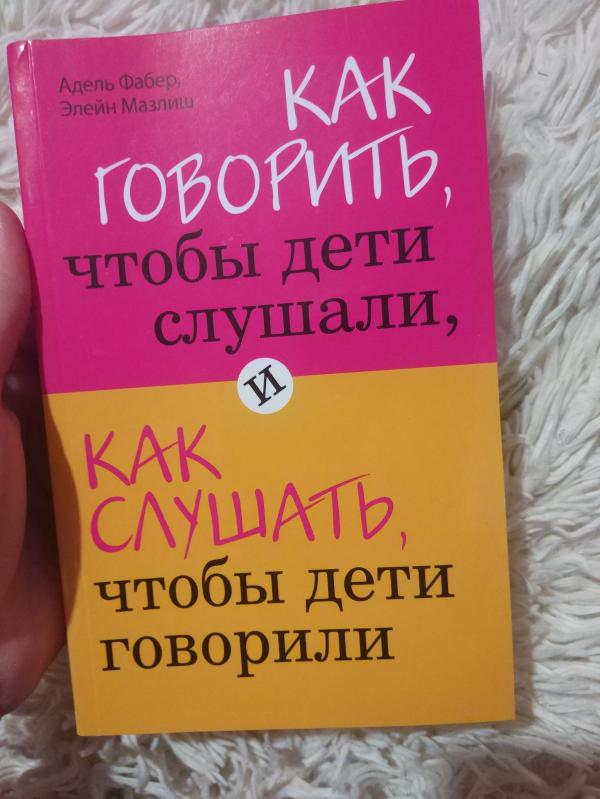 Адель Фабер,
Элейн Мазлиш
КАК
ГОВОРИТЬ,
чтобы дети
слушали,
и
КАК
СЛУШАТЬ,
чтобы дети
говорили